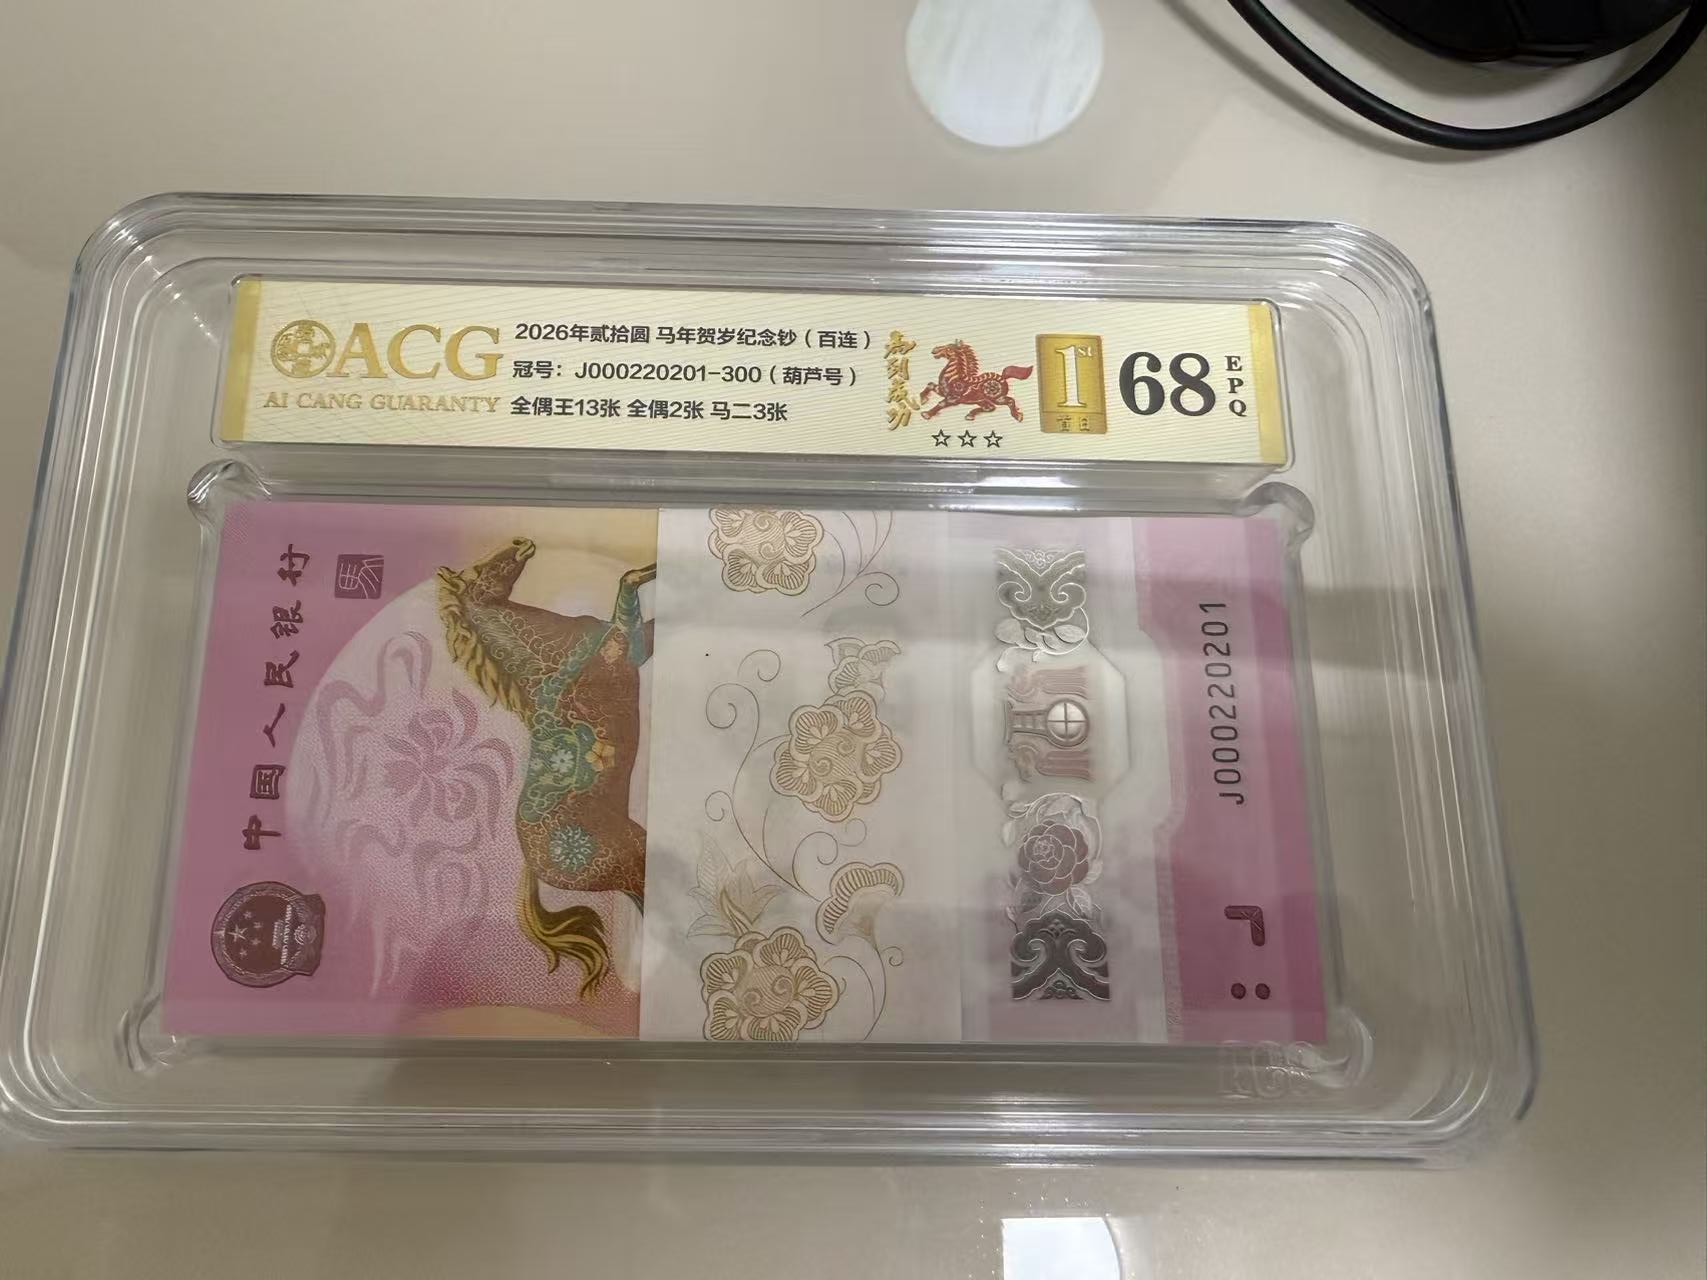 ACG
AI CANG GUARANTY
2026年贰拾圆 马年贺岁纪念钞（百连）
冠号：J000220201-300（葫芦号）
全偶王13张 全偶2张 马二3张
馬到成功
☆☆☆
1st
首日
68
EPQ
中国人民银行
J000220201